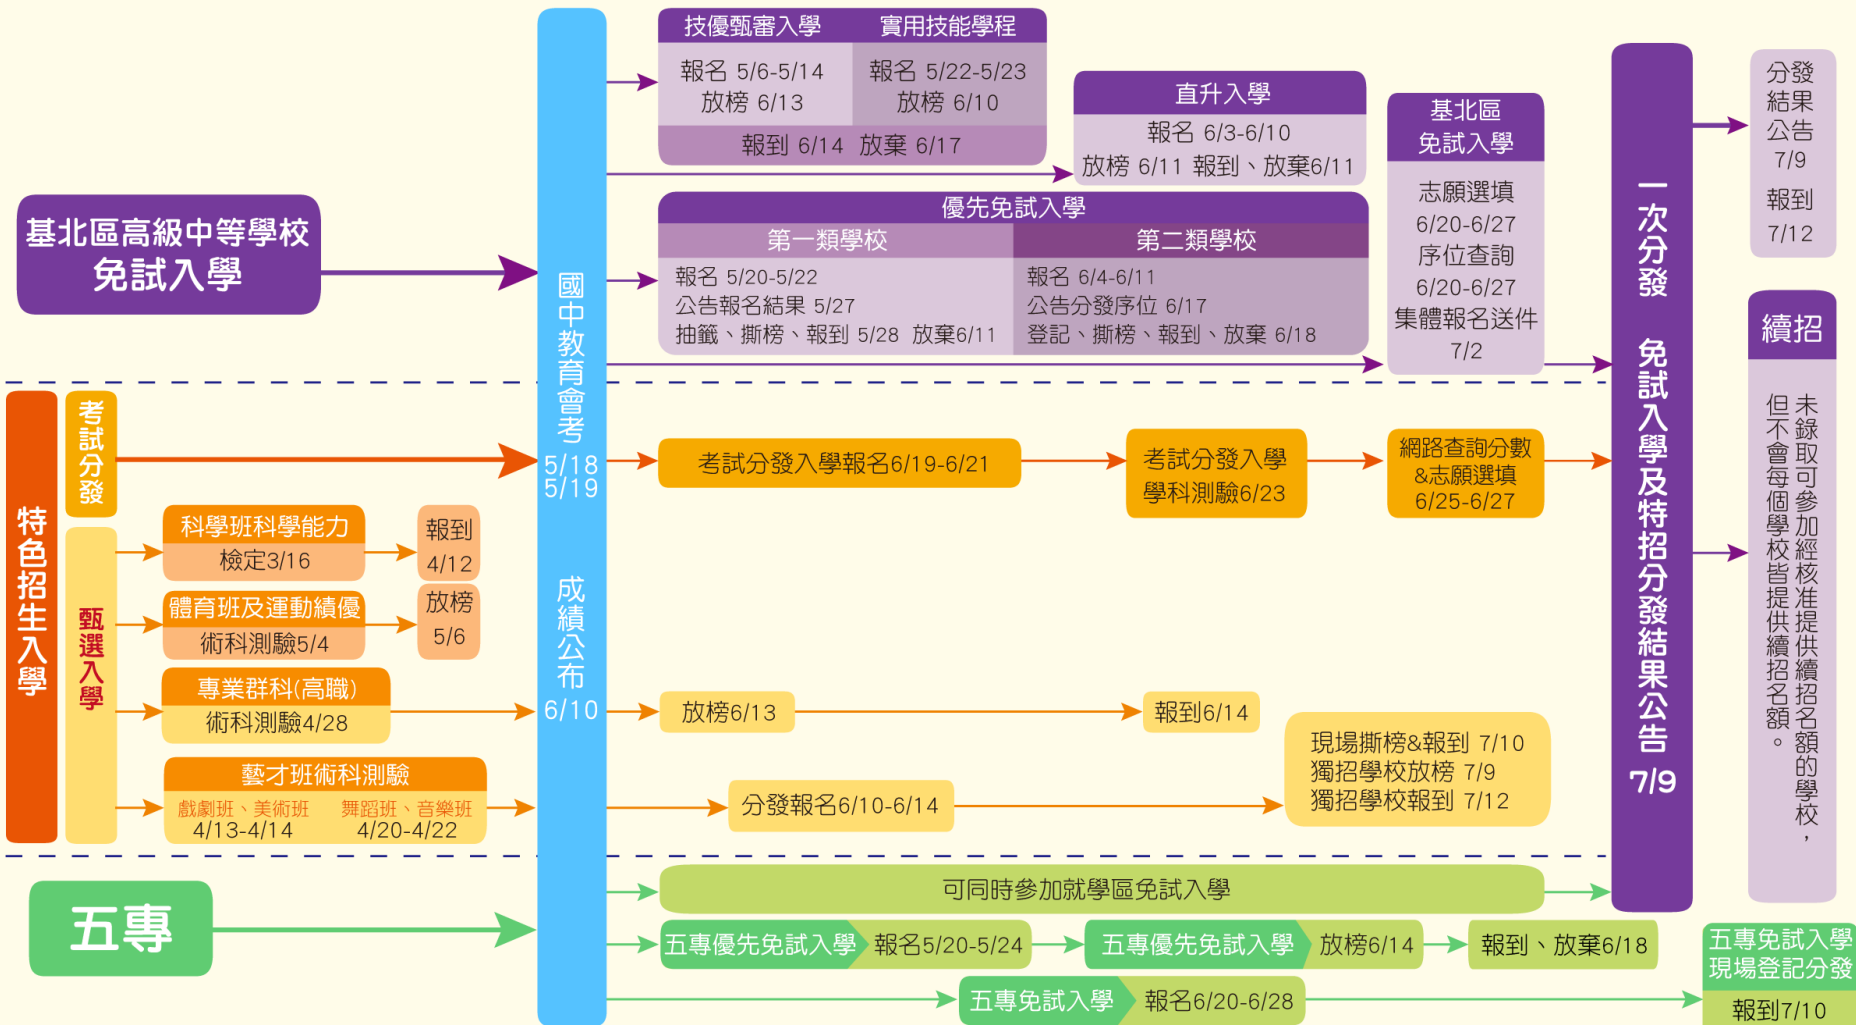 基北區高級中等學校
免試入學
國中教育會考
5/18
5/19
成績公布
6/10
技優甄審入學
報名 5/6-5/14
放榜 6/13
實用技能學程
報名 5/22-5/23
放榜 6/10
報到 6/14 放棄 6/17
直升入學
報名 6/3-6/10
放榜 6/11 報到、放棄6/11
優先免試入學
第一類學校
報名 5/20-5/22
公告報名結果 5/27
抽籤、撕榜、報到 5/28 放棄6/11
第二類學校
報名 6/4-6/11
公告分發序位 6/17
登記、撕榜、報到、放棄 6/18
基北區
免試入學
志願選填
6/20-6/27
序位查詢
6/20-6/27
集體報名送件
7/2
一次分發 免試入學及特招分發結果公告
7/9
分發
結果
公告
7/9
報到
7/12
續招
未錄取可參加經核准提供續招名額的學校，
但不會每個學校皆提供續招名額。
特色招生入學
考試分發
考試分發入學報名6/19-6/21
考試分發入學
學科測驗6/23
網路查詢分數
&志願選填
6/25-6/27
甄選入學
科學班科學能力
檢定3/16
報到
4/12
體育班及運動績優
術科測驗5/4
放榜
5/6
專業群科(高職)
術科測驗4/28
放榜6/13
報到6/14
藝才班術科測驗
戲劇班、美術班
4/13-4/14
舞蹈班、音樂班
4/20-4/22
分發報名6/10-6/14
現場撕榜&報到 7/10
獨招學校放榜 7/9
獨招學校報到 7/12
五專
可同時參加就學區免試入學
五專優先免試入學 報名5/20-5/24
五專優先免試入學 放榜6/14
報到、放棄6/18
五專免試入學 報名6/20-6/28
五專免試入學
現場登記分發
報到7/10